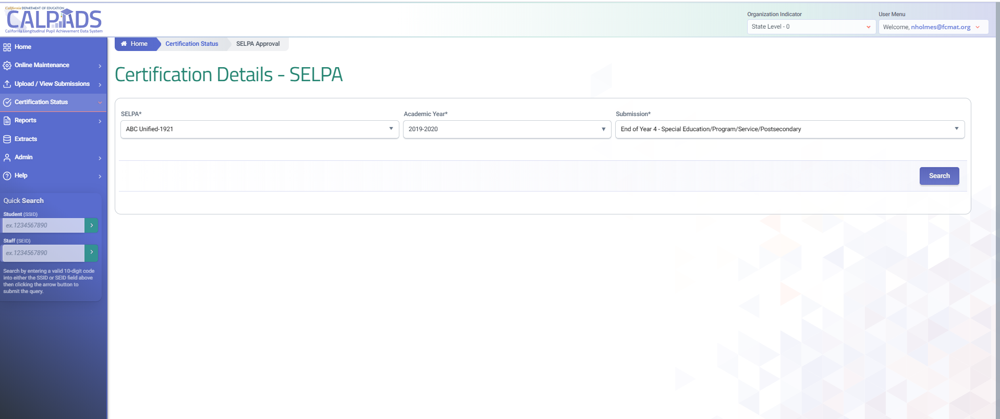 California DEPARTMENT OF EDUCATION
CALPADS
California Longitudinal Pupil Achievement Data System
Organization Indicator
State Level - 0
User Menu
Welcome, nholmes@fcmat.org
Home
Online Maintenance
Upload / View Submissions
Certification Status
Reports
Extracts
Admin
Help
Quick Search
Student (SSID)
ex.1234567890
Staff (SEID)
ex.1234567890
Search by entering a valid 10-digit code
into either the SSID or SEID field above
then clicking the arrow button to
submit the query.
Home
Certification Status
SELPA Approval
Certification Details - SELPA
SELPA*
ABC Unified-1921
Academic Year*
2019-2020
Submission*
End of Year 4 - Special Education/Program/Service/Postsecondary
Search